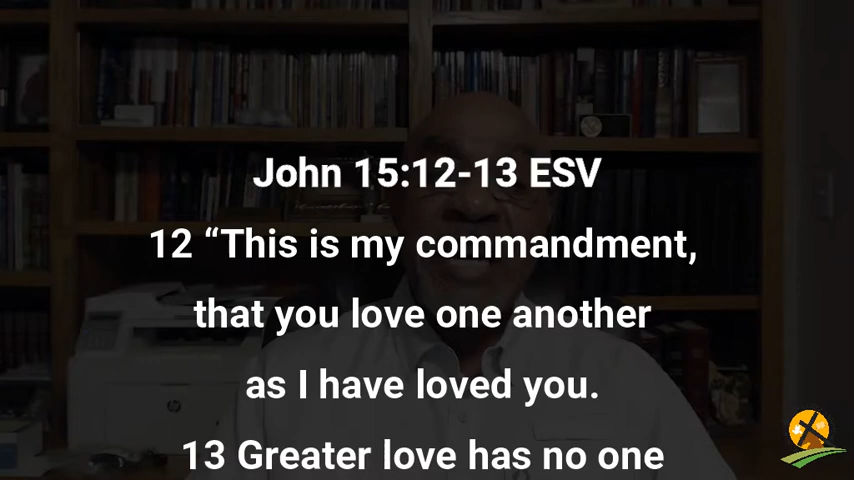 John 15:12-13 ESV
12 “This is my commandment,
that you love one another
as I have loved you.
13 Greater love has no one